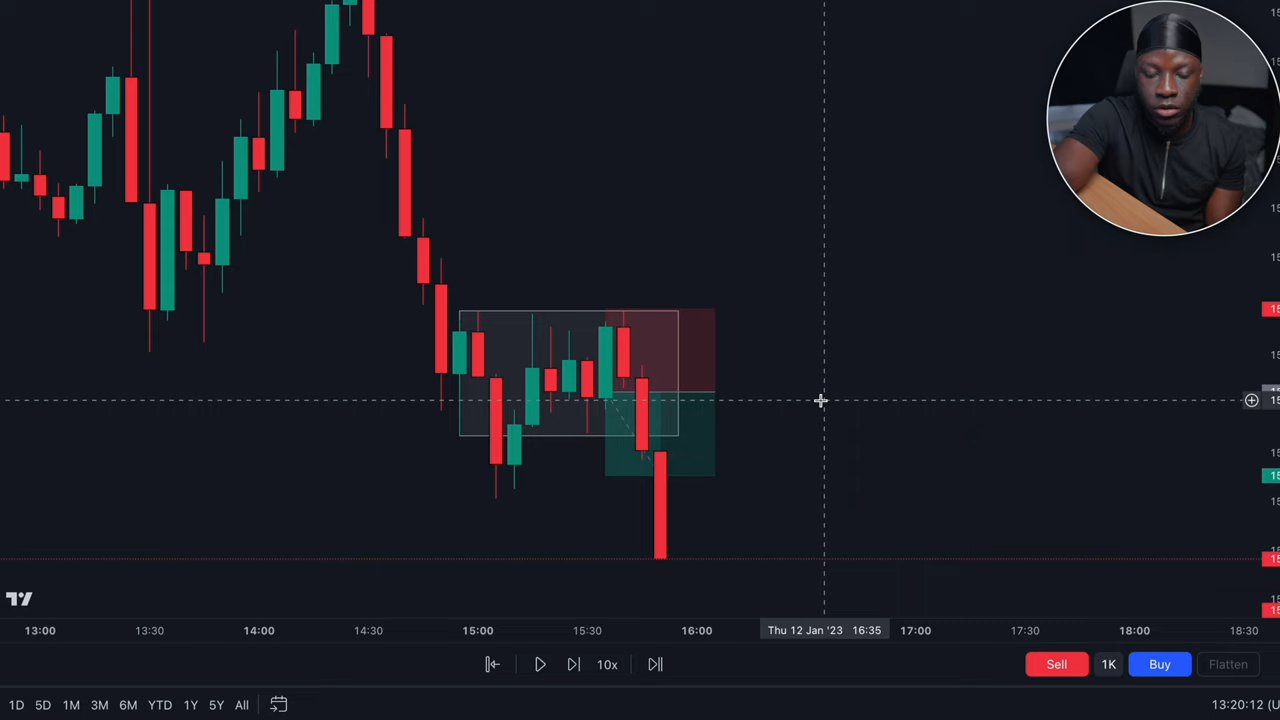 13:00 13:30 14:00 14:30 15:00 15:30 16:00 Thu 12 Jan '23 16:35 17:00 17:30 18:00 18:30
10x Sell 1K Buy Flatten
1D 5D 1M 3M 6M YTD 1Y 5Y All 13:20:12 (U